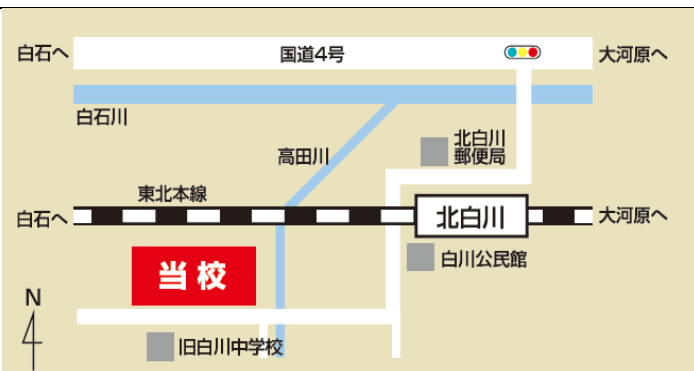 白石へ
国道4号
大河原へ
白石川
北白川
郵便局
高田川
東北本線
白石へ
北白川
大河原へ
当校
白川公民館
N
旧白川中学校